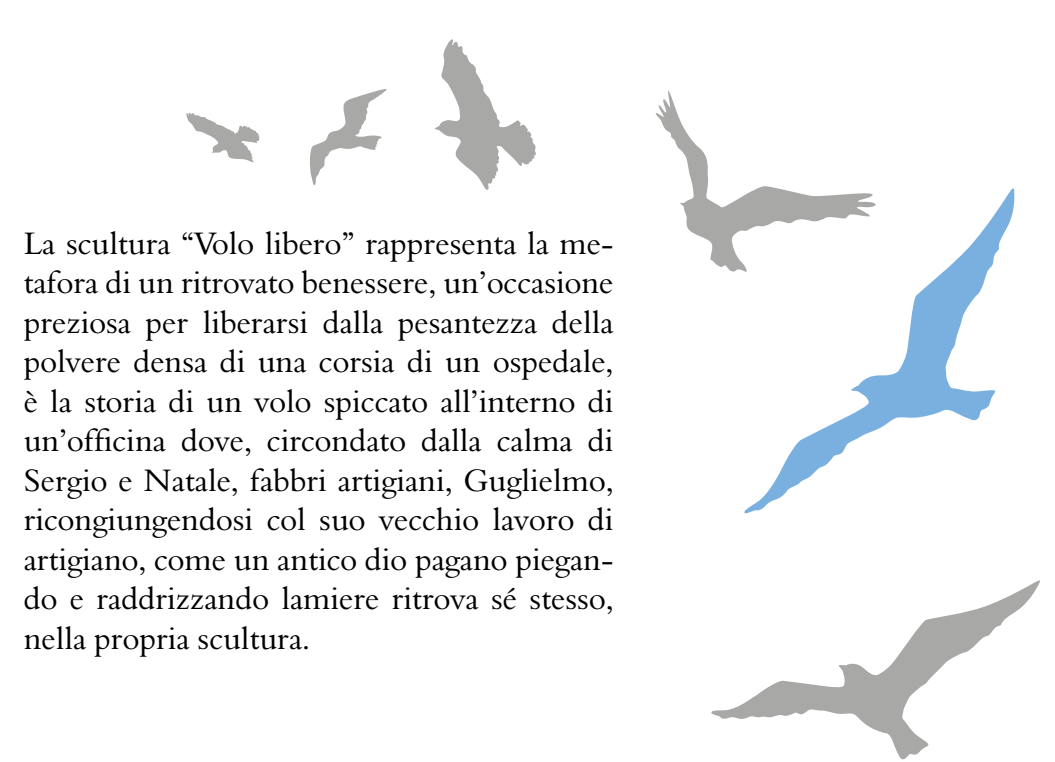 La scultura “Volo libero” rappresenta la me-
tafora di un ritrovato benessere, un’occasione
preziosa per liberarsi dalla pesantezza della
polvere densa di una corsia di un ospedale,
è la storia di un volo spiccato all’interno di
un’officina dove, circondato dalla calma di
Sergio e Natale, fabbri artigiani, Guglielmo,
ricongiungendosi col suo vecchio lavoro di
artigiano, come un antico dio pagano piegan-
do e raddrizzando lamiere ritrova sé stesso,
nella propria scultura.